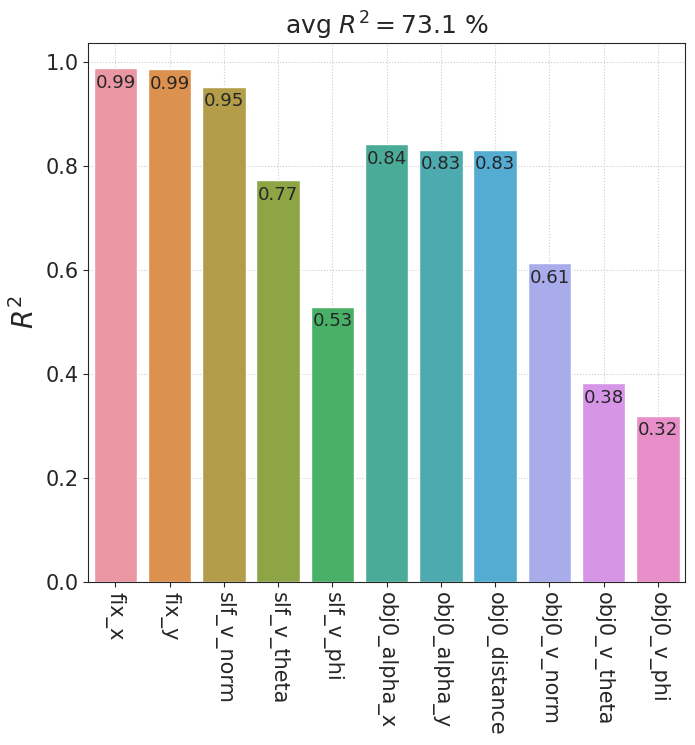 avg R² = 73.1 %
R²
1.0
0.8
0.6
0.4
0.2
0.0
0.99
0.99
0.95
0.77
0.53
0.84
0.83
0.83
0.61
0.38
0.32
fix_x
fix_y
slf_v_norm
slf_v_theta
slf_v_phi
obj0_alpha_x
obj0_alpha_y
obj0_distance
obj0_v_norm
obj0_v_theta
obj0_v_phi